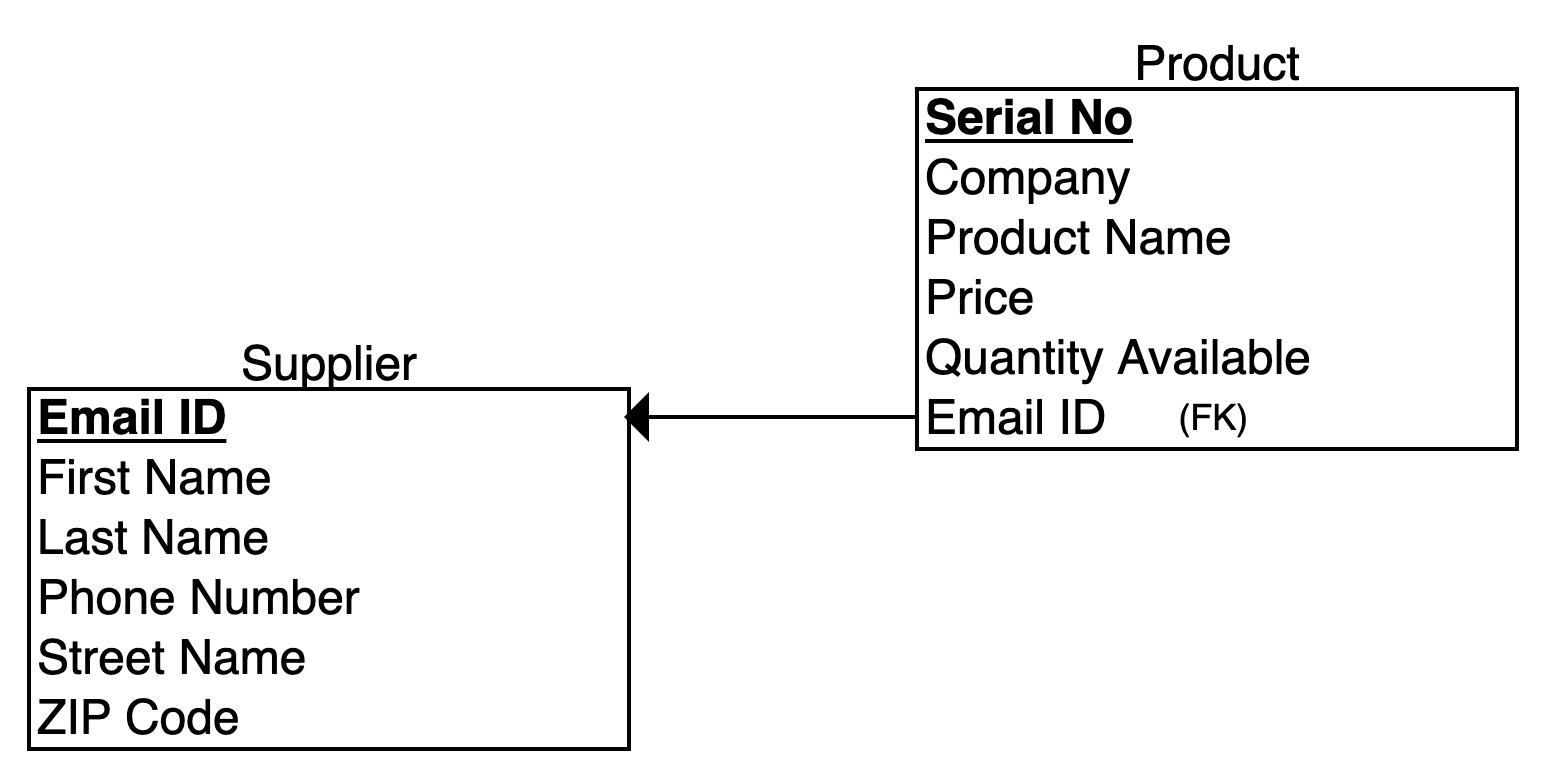 Product
Serial No
Company
Product Name
Price
Quantity Available
Email ID (FK)
Supplier
Email ID
First Name
Last Name
Phone Number
Street Name
ZIP Code